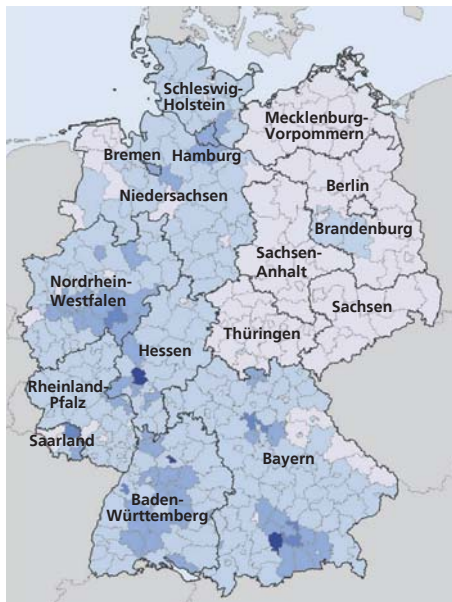 Schleswig-
Holstein
Mecklenburg-
Vorpommern
Bremen
Hamburg
Niedersachsen
Berlin
Brandenburg
Sachsen-
Anhalt
Nordrhein-
Westfalen
Sachsen
Thüringen
Hessen
Rheinland-
Pfalz
Saarland
Bayern
Baden-
Württemberg